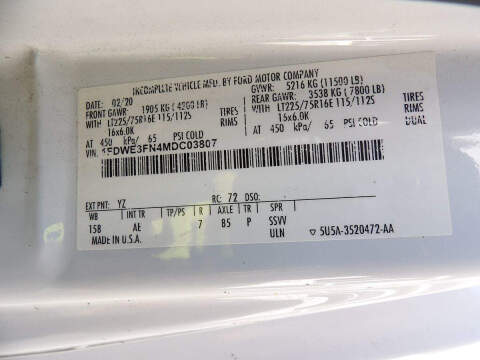 INCOMPLETE VEHICLE MFD. BY FORD MOTOR COMPANY
DATE: 02/20 GVWR: 5216 KG (11500 LB)
FRONT GAWR: 1905 KG (4200 LB) REAR GAWR: 3538 KG (7800 LB)
WITH LT225/75R16E 115/112S TIRES WITH LT225/75R16E 115/112S TIRES
16x6.0K RIMS 16x6.0K RIMS
AT 450 kPa/ 65 PSI COLD AT 450 kPa/ 65 PSI COLD DUAL
VIN: 1FDWE3FN4MDC03807
EXT PNT: YZ RC: 72 DSO:
WB INT TR TP/PS R AXLE TR SPR
158 AE 7 B5 P SSVV
MADE IN U.S.A. ULN ▽ 5U5A-3520472-AA